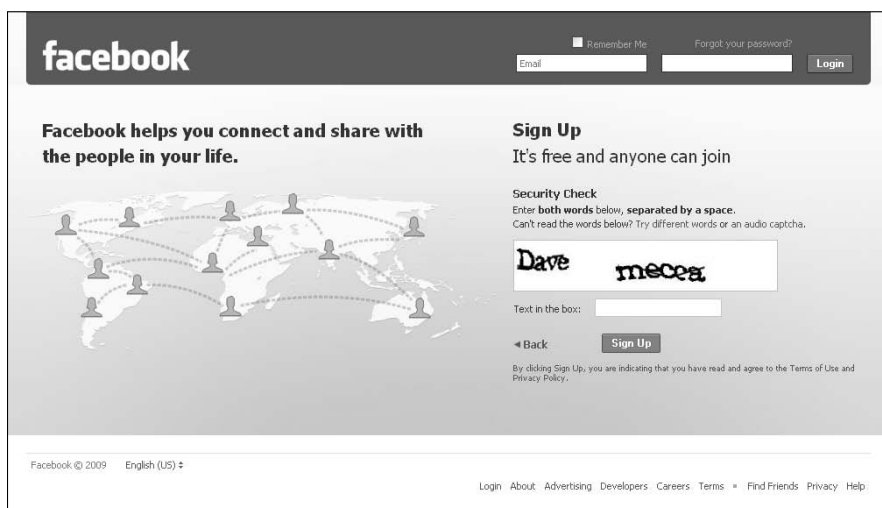 facebook
Remember Me Forgot your password?
Email Login
Facebook helps you connect and share with
the people in your life.
Sign Up
It's free and anyone can join
Security Check
Enter both words below, separated by a space.
Can't read the words below? Try different words or an audio captcha.
Dave
Text in the box:
Back Sign Up
By clicking Sign Up, you are indicating that you have read and agree to the Terms of Use and
Privacy Policy.
Facebook © 2009 English (US)
Login About Advertising Developers Careers Terms Find Friends Privacy Help